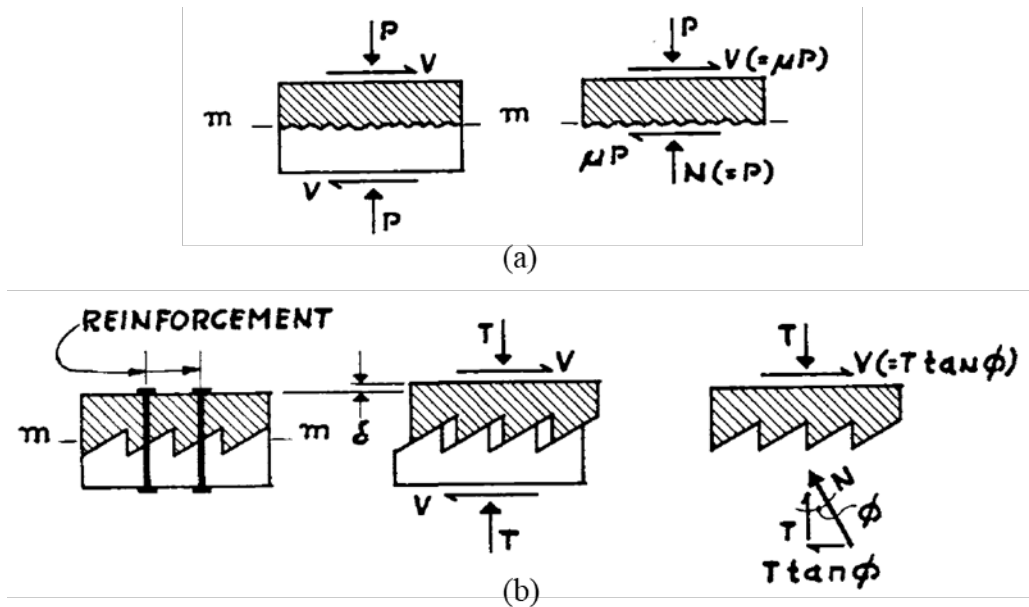 P P
V V(=μP)
m m
μP
V N(=P)
P
(a)
REINFORCEMENT T T
V V(=T tanϕ)
m m δ
V N
T T ϕ
T tanϕ
(b)